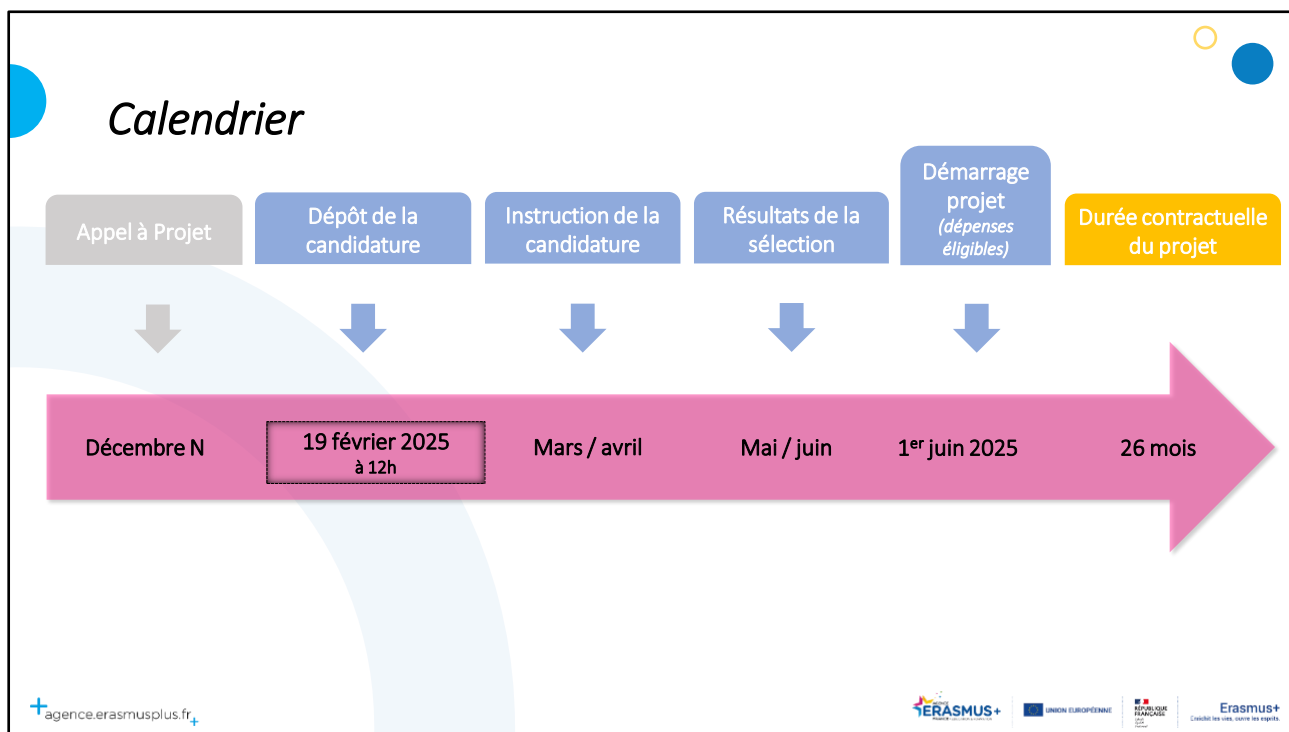 Calendrier
Appel à Projet
Dépôt de la
candidature
Instruction de la
candidature
Résultats de la
sélection
Démarrage
projet
(dépenses
éligibles)
Durée contractuelle
du projet
Décembre N
19 février 2025
à 12h
Mars / avril
Mai / juin
1er juin 2025
26 mois
agence.erasmusplus.fr
AGENCE
ERASMUS+
UNION EUROPÉENNE
RÉPUBLIQUE
FRANÇAISE
Erasmus+
Enrichit les vies, ouvre les esprits.